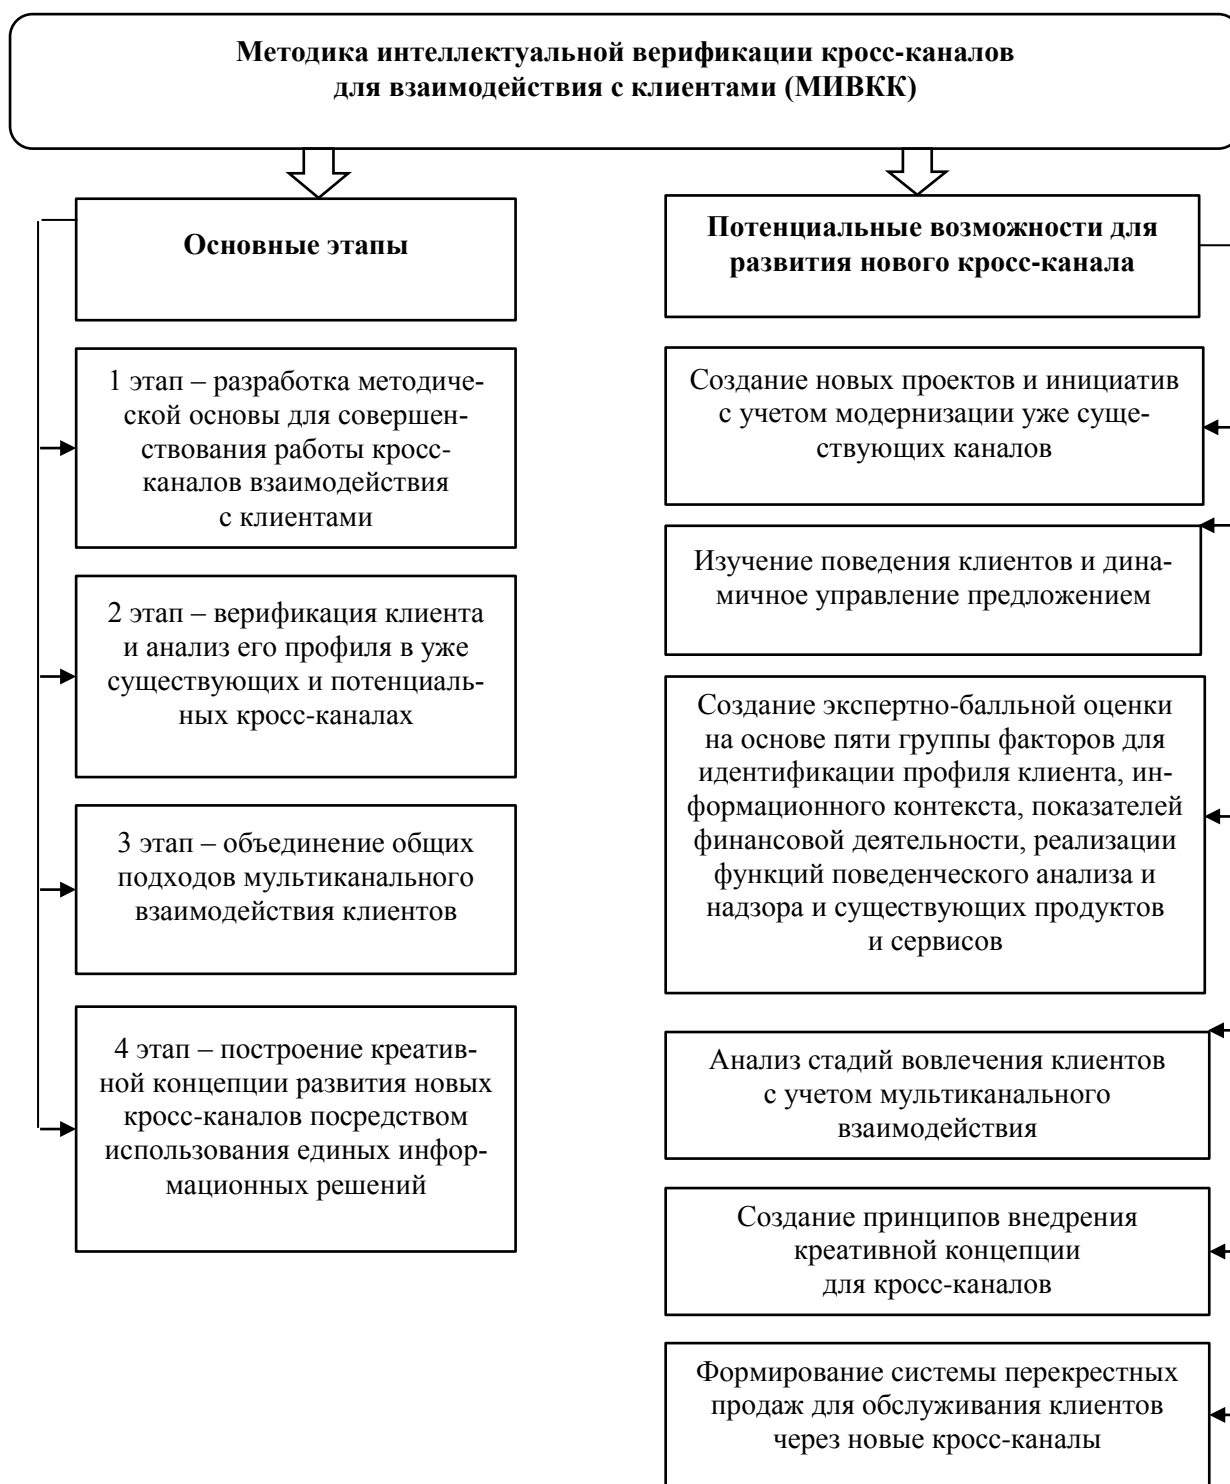 Методика интеллектуальной верификации кросс-каналов
для взаимодействия с клиентами (МИВКК)
Основные этапы
1 этап – разработка методиче-
ской основы для совершен-
ствования работы кросс-
каналов взаимодействия
с клиентами
2 этап – верификация клиента
и анализ его профиля в уже
существующих и потенциаль-
ных кросс-каналах
3 этап – объединение общих
подходов мультиканального
взаимодействия клиентов
4 этап – построение креатив-
ной концепции развития новых
кросс-каналов посредством
использования единых инфор-
мационных решений
Потенциальные возможности для
развития нового кросс-канала
Создание новых проектов и инициатив
с учетом модернизации уже суще-
ствующих каналов
Изучение поведения клиентов и дина-
мичное управление предложением
Создание экспертно-балльной оценки
на основе пяти группы факторов для
идентификации профиля клиента, ин-
формационного контекста, показателей
финансовой деятельности, реализации
функций поведенческого анализа и
надзора и существующих продуктов
и сервисов
Анализ стадий вовлечения клиентов
с учетом мультиканального
взаимодействия
Создание принципов внедрения
креативной концепции
для кросс-каналов
Формирование системы перекрестных
продаж для обслуживания клиентов
через новые кросс-каналы